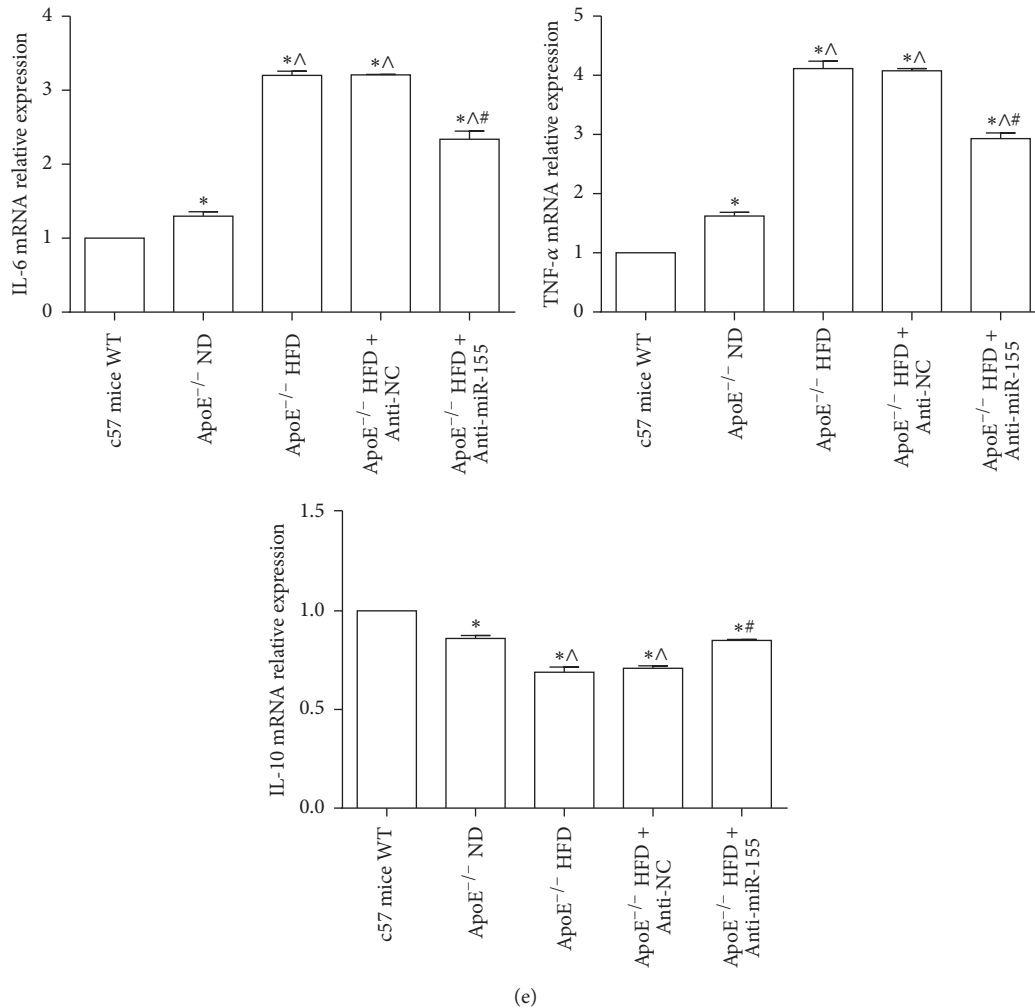 IL-6 mRNA relative expression
4
3
2
1
0
*
*^
*^
*^#
c57 mice WT
ApoE⁻/⁻ ND
ApoE⁻/⁻ HFD
ApoE⁻/⁻ HFD +
Anti-NC
ApoE⁻/⁻ HFD +
Anti-miR-155
TNF-α mRNA relative expression
5
4
3
2
1
0
*
*^
*^
*^#
c57 mice WT
ApoE⁻/⁻ ND
ApoE⁻/⁻ HFD
ApoE⁻/⁻ HFD +
Anti-NC
ApoE⁻/⁻ HFD +
Anti-miR-155
IL-10 mRNA relative expression
1.5
1.0
0.5
0.0
*
*^
*^
*#
c57 mice WT
ApoE⁻/⁻ ND
ApoE⁻/⁻ HFD
ApoE⁻/⁻ HFD +
Anti-NC
ApoE⁻/⁻ HFD +
Anti-miR-155
(e)